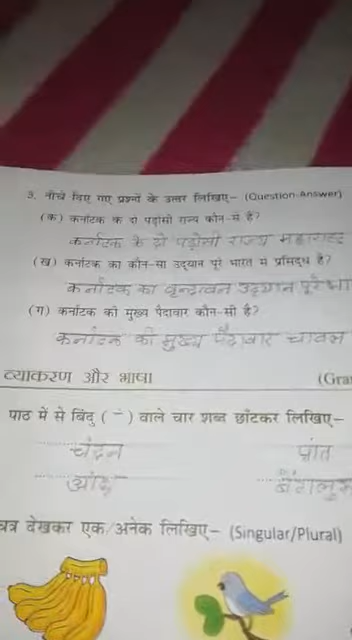 3. नीचे दिए गए प्रश्नों के उत्तर लिखिए– (Question-Answer)
(क) कर्नाटक के दो पड़ोसी राज्य कौन-से हैं?
कर्नाटक के दो पड़ोसी राज्य महाराष्ट्र
(ख) कर्नाटक का कौन-सा उद्यान पूरे भारत में प्रसिद्ध है?
कर्नाटक का वृन्दावन उद्यान पूरे भा
(ग) कर्नाटक की मुख्य पैदावार कौन-सी है?
कर्नाटक की मुख्य पैदावार चावल
व्याकरण और भाषा (Gra
पाठ में से बिंदु ( ̄ ) वाले चार शब्द छाँटकर लिखिए–
चंदन प्रांत
आंध्र बेंगलुरु
देखकर एक/अनेक लिखिए– (Singular/Plural)